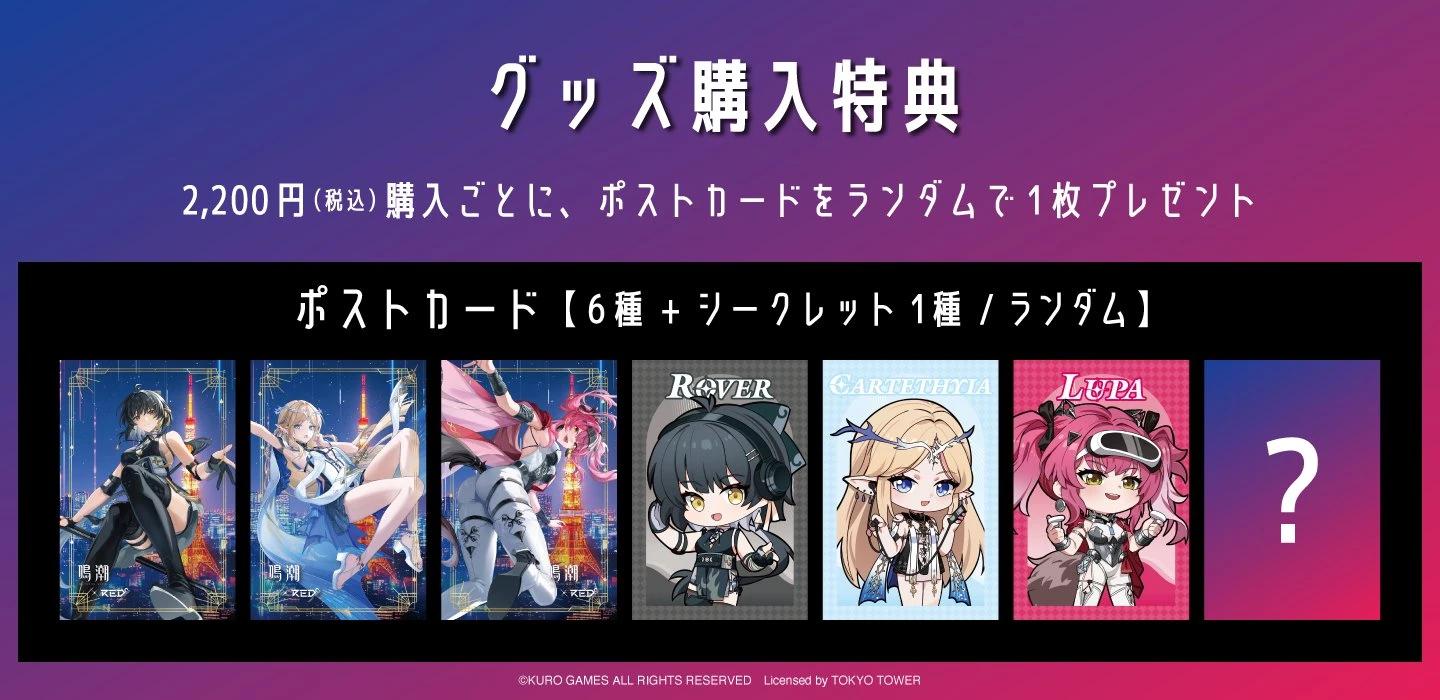 グッズ購入特典
2,200円(税込)購入ごとに、ポストカードをランダムで1枚プレゼント
ポストカード【6種 + シークレット1種 / ランダム】
ROVER
CARTETHYIA
LUPA
?
鳴潮
× RED°
鳴潮
× RED°
鳴潮
× RED°
©KURO GAMES ALL RIGHTS RESERVED Licensed by TOKYO TOWER